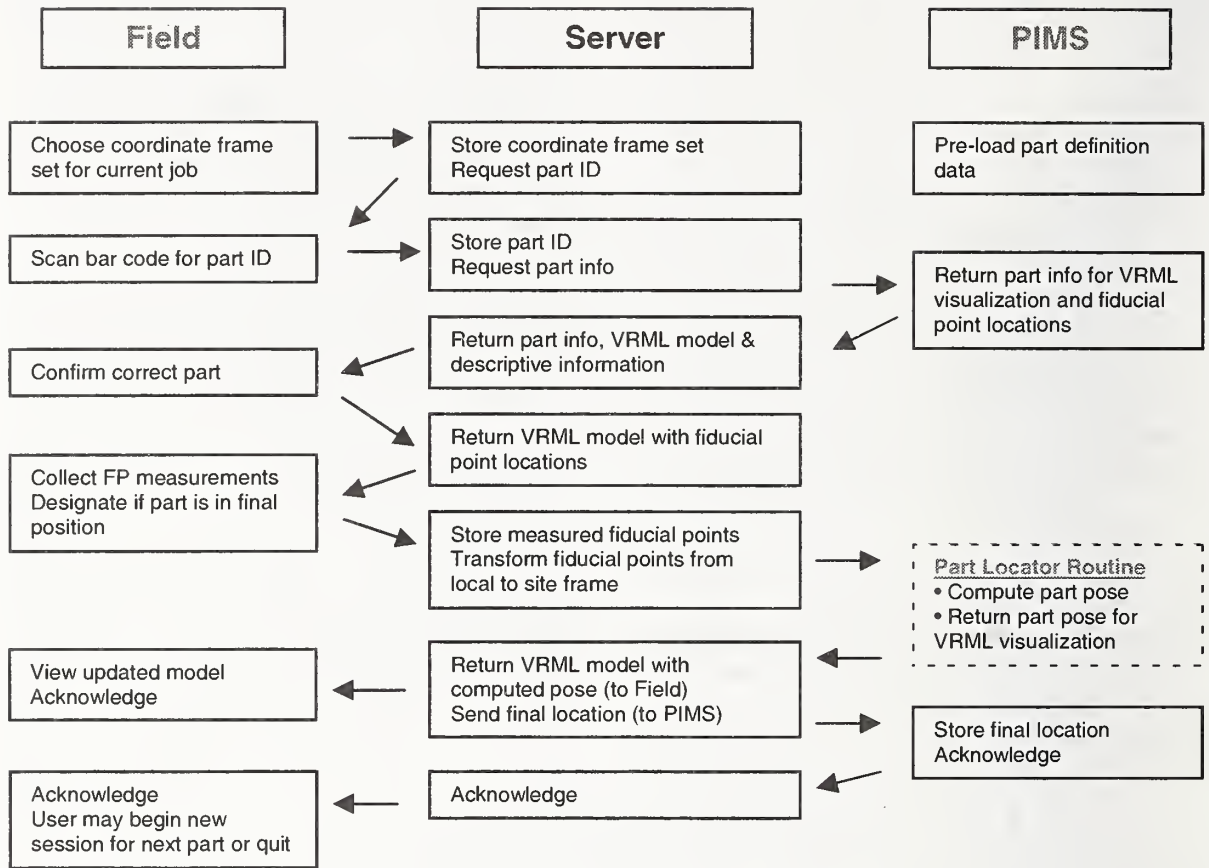 Field
Server
PIMS
Choose coordinate frame
set for current job
Store coordinate frame set
Request part ID
Pre-load part definition
data
Scan bar code for part ID
Store part ID
Request part info
Return part info for VRML
visualization and fiducial
point locations
Return part info, VRML model &
descriptive information
Confirm correct part
Return VRML model with fiducial
point locations
Collect FP measurements
Designate if part is in final
position
Store measured fiducial points
Transform fiducial points from
local to site frame
Part Locator Routine
• Compute part pose
• Return part pose for
VRML visualization
View updated model
Acknowledge
Return VRML model with
computed pose (to Field)
Send final location (to PIMS)
Store final location
Acknowledge
Acknowledge
User may begin new
session for next part or quit
Acknowledge